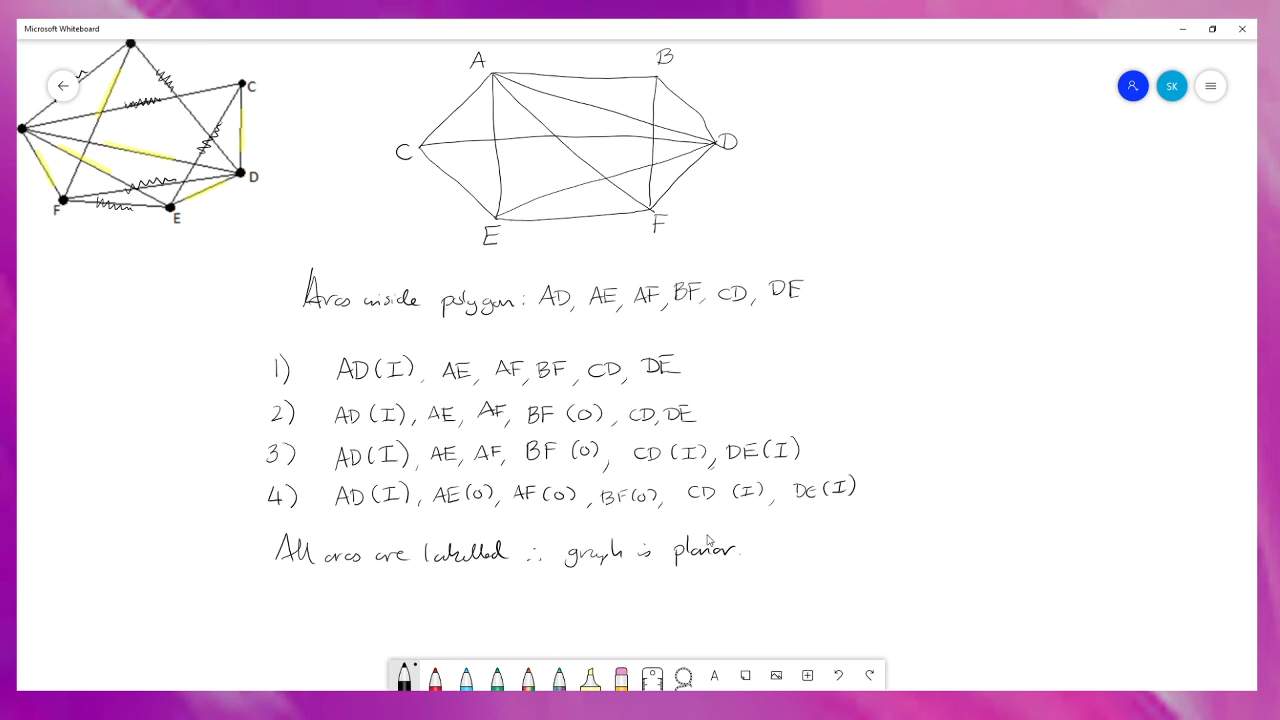 Microsoft Whiteboard
SK
C
D
E
F
A
B
C
D
E
F
Arcs inside polygon: AD, AE, AF, BF, CD, DE
1) AD(I), AE, AF, BF, CD, DE
2) AD(I), AE, AF, BF (O), CD, DE
3) AD(I), AE, AF, BF (O), CD (I), DE(I)
4) AD(I), AE(O), AF(O), BF(O), CD (I), DE(I)
All arcs are labelled ∴ graph is planar.
A